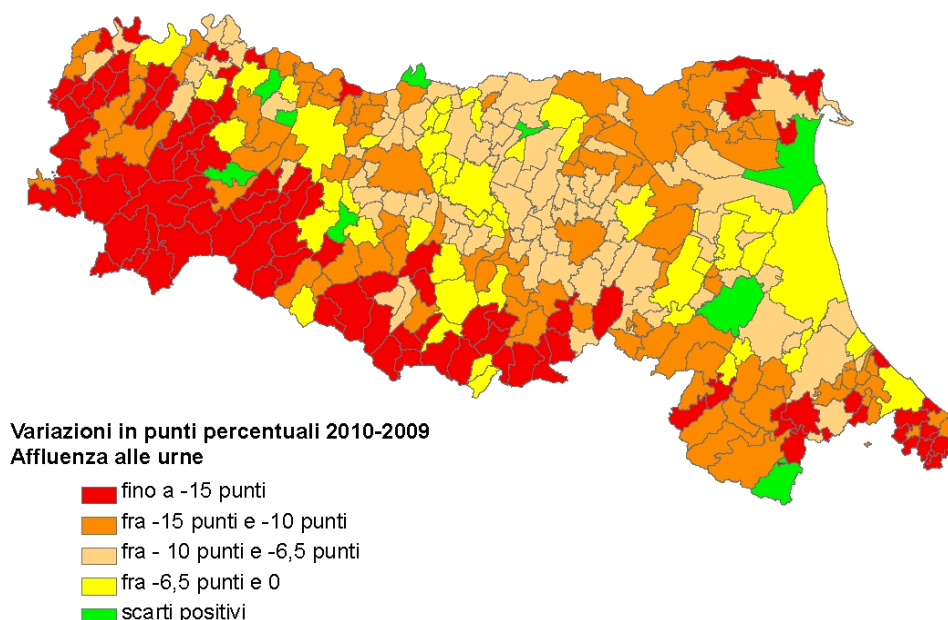 Variazioni in punti percentuali 2010-2009
Affluenza alle urne
fino a -15 punti
fra -15 punti e -10 punti
fra - 10 punti e -6,5 punti
fra -6,5 punti e 0
scarti positivi